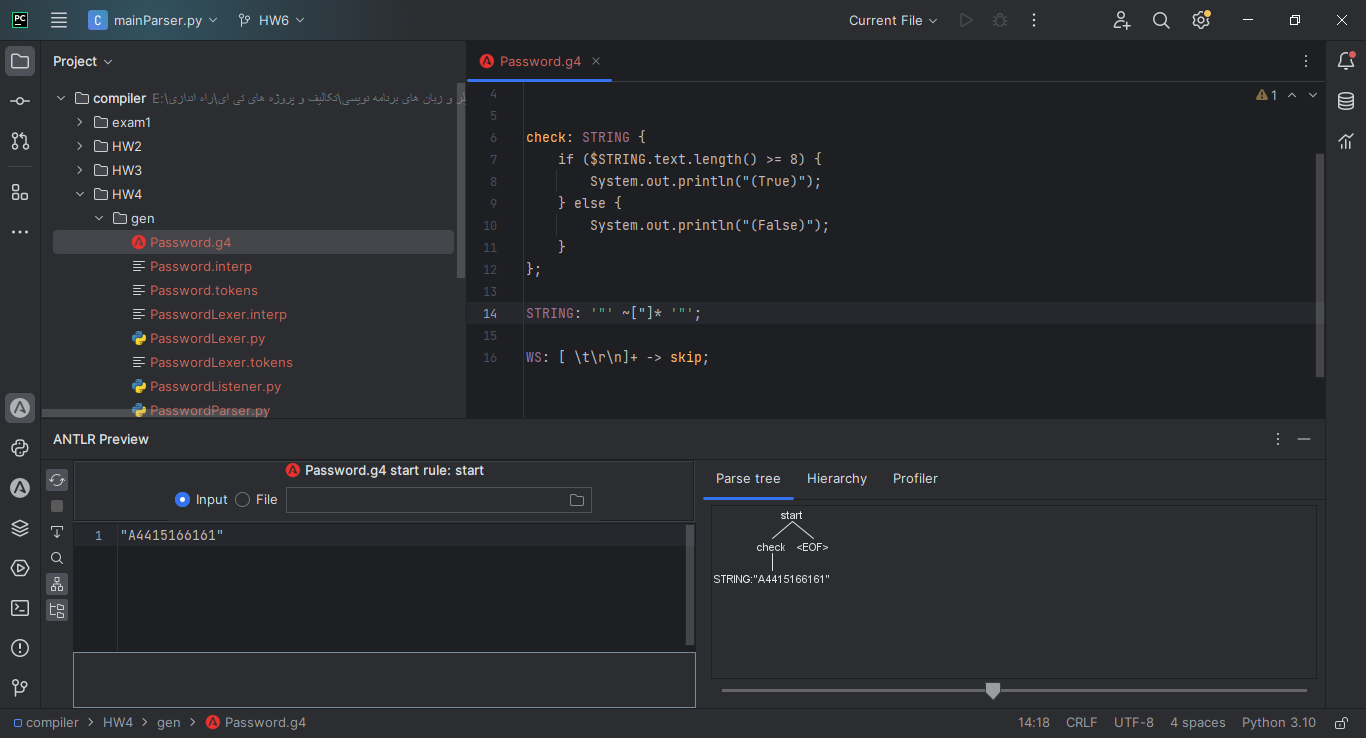 PC
C mainParser.py
HW6
Current File
Project
compiler E:\ظر و زبان های برنامه نویسی\تکالیف و پروژه های تی ای\راه اندازی
exam1
HW2
HW3
HW4
gen
Password.g4
Password.interp
Password.tokens
PasswordLexer.interp
PasswordLexer.py
PasswordLexer.tokens
PasswordListener.py
PasswordParser.py
Password.g4
1
4
5
6 check: STRING {
7 if ($STRING.text.length() >= 8) {
8 System.out.println("(True)");
9 } else {
10 System.out.println("(False)");
11 }
12 };
13
14 STRING: '"' ~["]* '"';
15
16 WS: [ \t\r\n]+ -> skip;
ANTLR Preview
Password.g4 start rule: start
Input File
1 "A4415166161"
Parse tree Hierarchy Profiler
start
check <EOF>
STRING:"A4415166161"
compiler > HW4 > gen > Password.g4
14:18 CRLF UTF-8 4 spaces Python 3.10